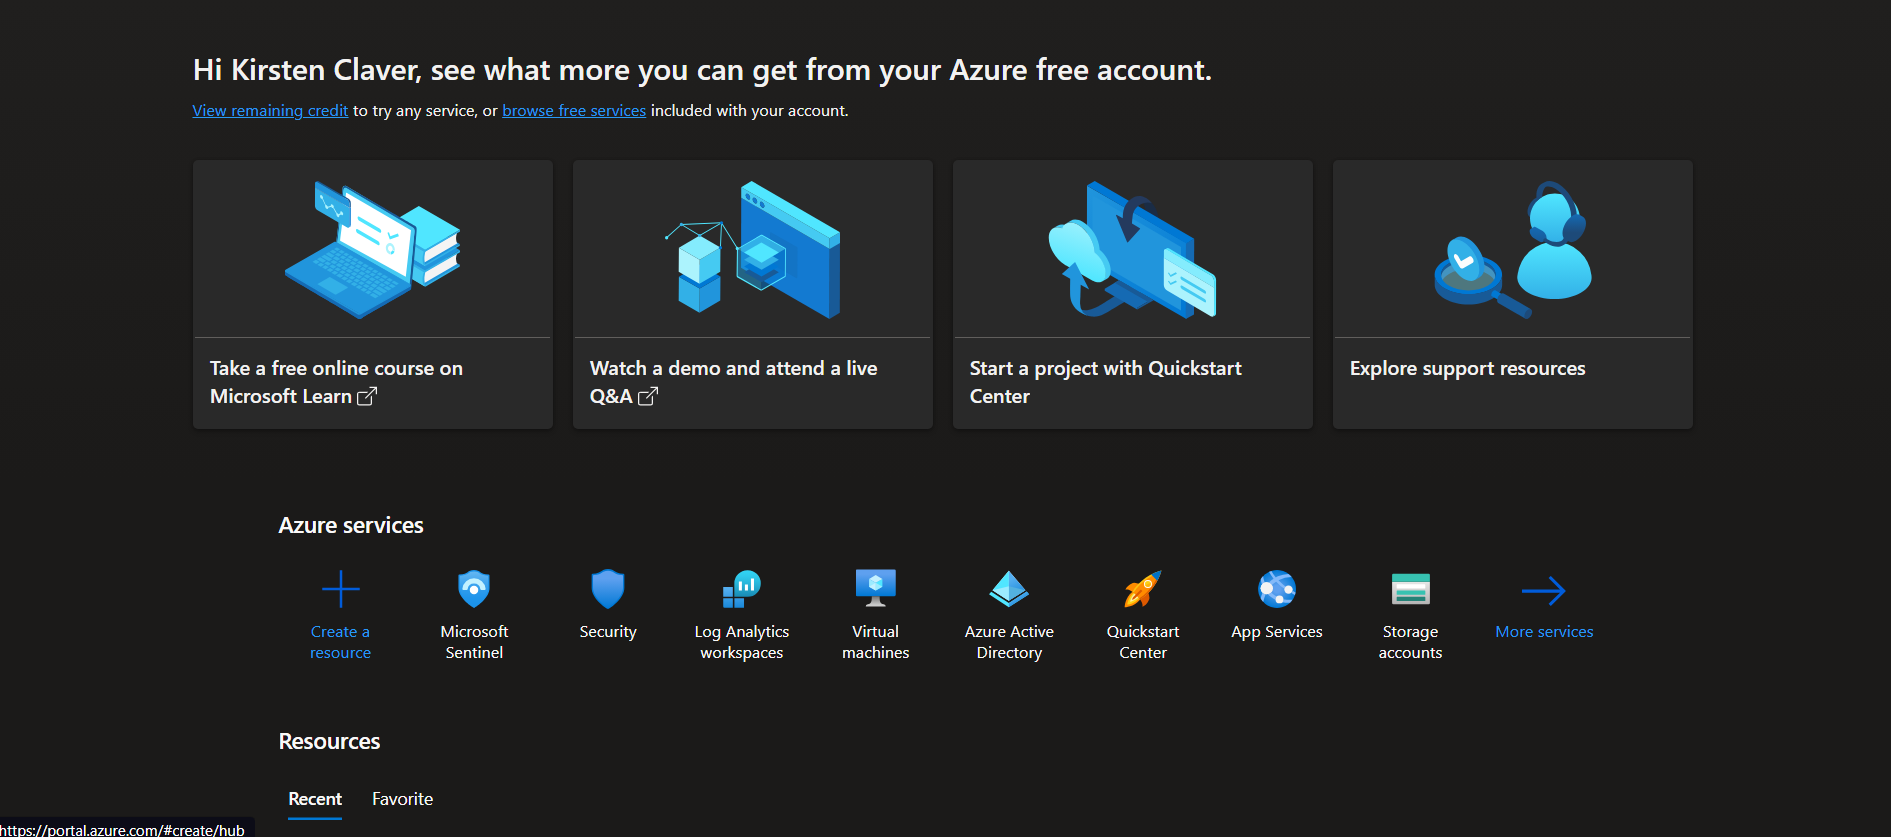 Hi Kirsten Claver, see what more you can get from your Azure free account.
View remaining credit to try any service, or browse free services included with your account.
Take a free online course on
Microsoft Learn
Watch a demo and attend a live
Q&A
Start a project with Quickstart
Center
Explore support resources
Azure services
Create a
resource
Microsoft
Sentinel
Security
Log Analytics
workspaces
Virtual
machines
Azure Active
Directory
Quickstart
Center
App Services
Storage
accounts
More services
Resources
Recent
Favorite
https://portal.azure.com/#create/hub